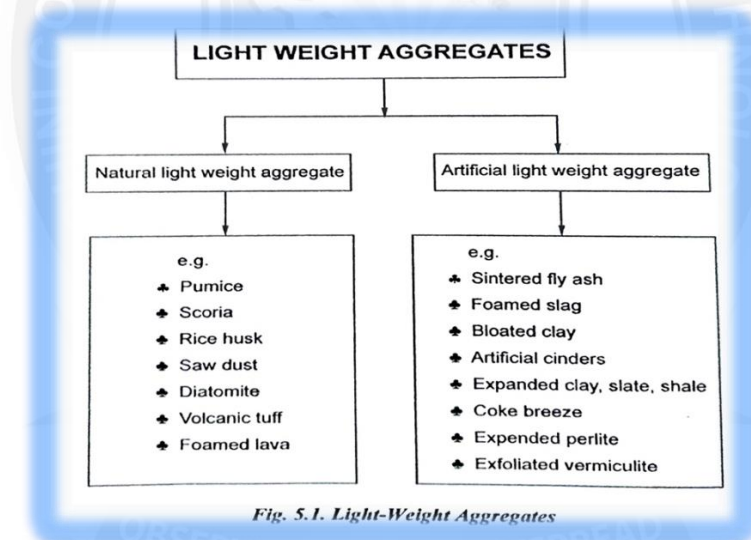 LIGHT WEIGHT AGGREGATES
Natural light weight aggregate
Artificial light weight aggregate
e.g.
♣ Pumice
♣ Scoria
♣ Rice husk
♣ Saw dust
♣ Diatomite
♣ Volcanic tuff
♣ Foamed lava
e.g.
♣ Sintered fly ash
♣ Foamed slag
♣ Bloated clay
♣ Artificial cinders
♣ Expanded clay, slate, shale
♣ Coke breeze
♣ Expended perlite
♣ Exfoliated vermiculite
Fig. 5.1. Light-Weight Aggregates